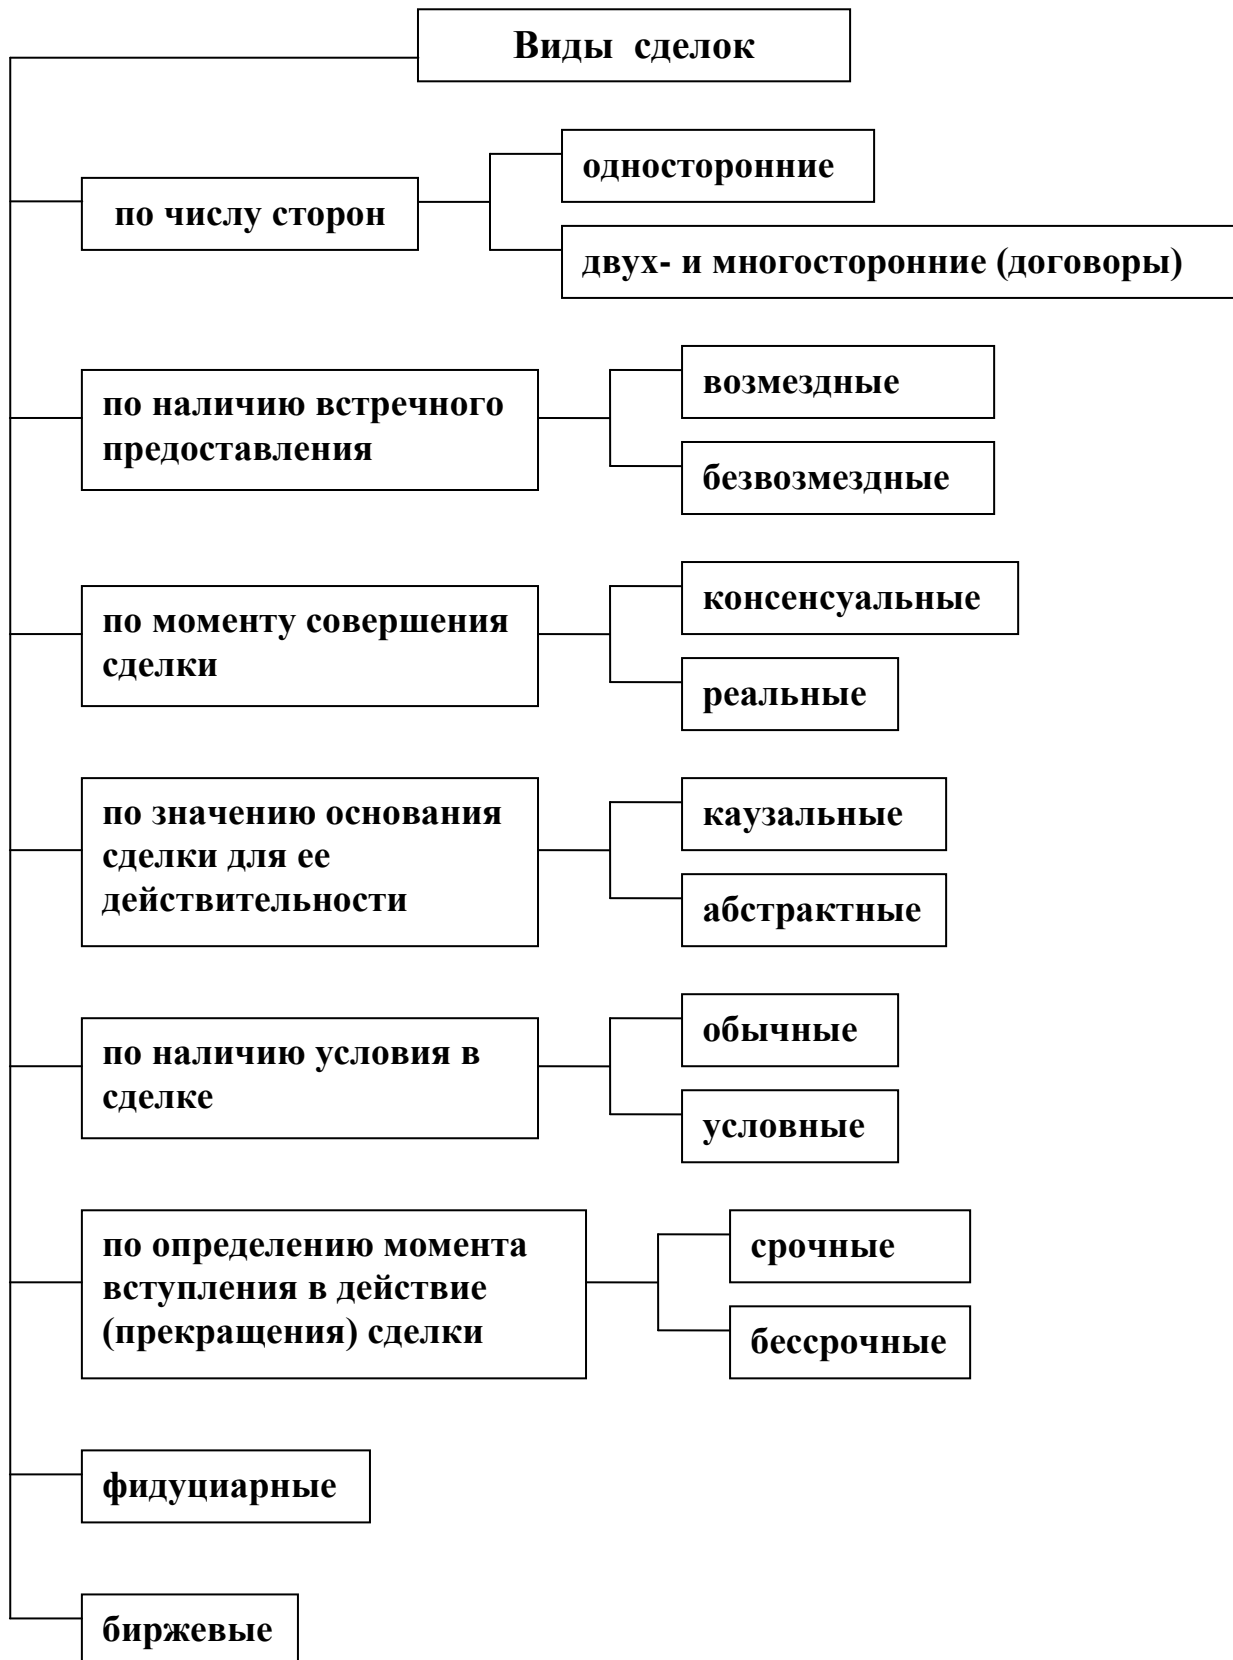 Виды сделок
по числу сторон
односторонние
двух- и многосторонние (договоры)
по наличию встречного
предоставления
возмездные
безвозмездные
по моменту совершения
сделки
консенсуальные
реальные
по значению основания
сделки для ее
действительности
каузальные
абстрактные
по наличию условия в
сделке
обычные
условные
по определению момента
вступления в действие
(прекращения) сделки
срочные
бессрочные
фидуциарные
биржевые